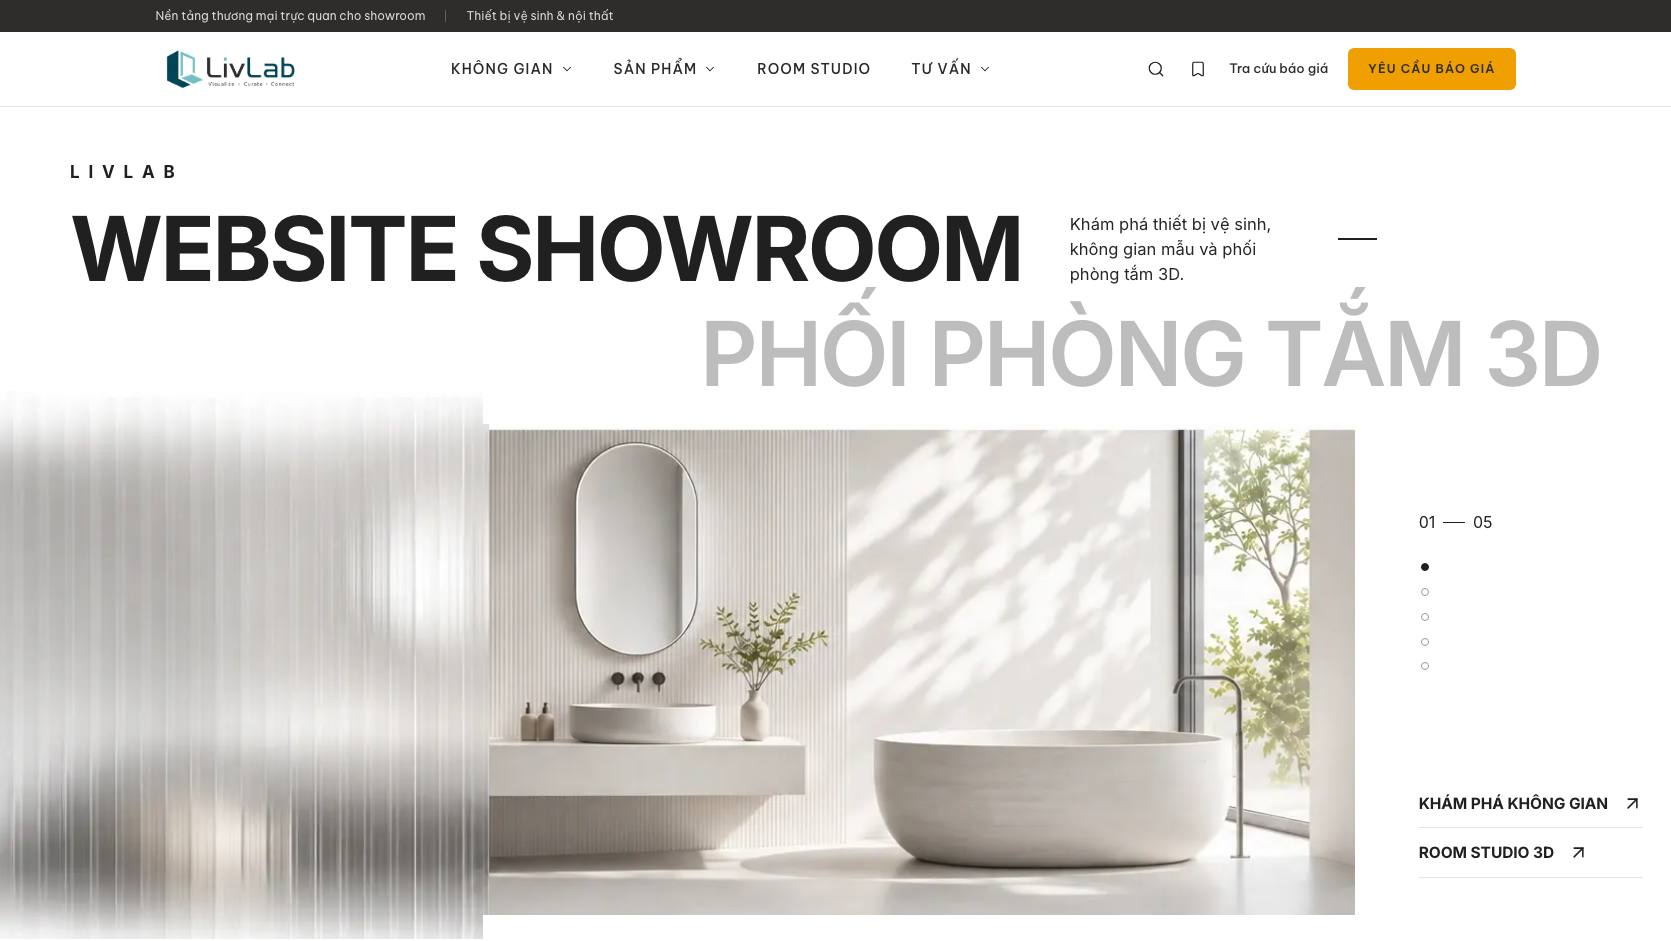 Nền tảng thương mại trực quan cho showroom
Thiết bị vệ sinh & nội thất
LivLab
Visualize • Curate • Connect
KHÔNG GIAN
SẢN PHẨM
ROOM STUDIO
TƯ VẤN
Tra cứu báo giá
YÊU CẦU BÁO GIÁ
LIVLAB
WEBSITE SHOWROOM
Khám phá thiết bị vệ sinh,
không gian mẫu và phối
phòng tắm 3D.
PHỐI PHÒNG TẮM 3D
01 — 05
KHÁM PHÁ KHÔNG GIAN
ROOM STUDIO 3D